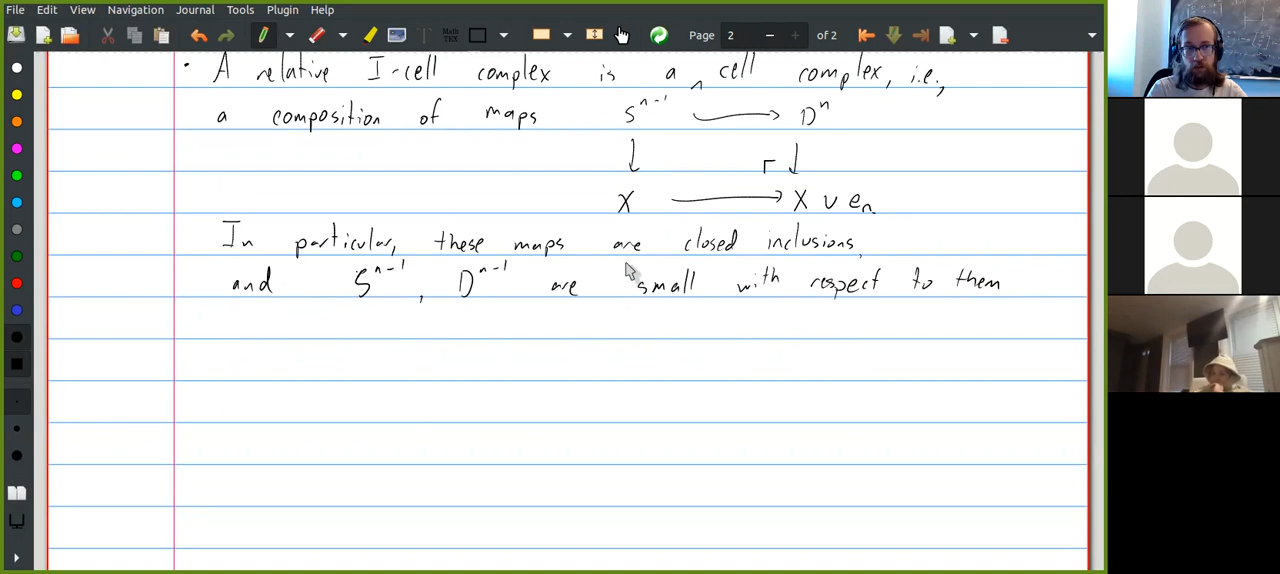 File Edit View Navigation Journal Tools Plugin Help
Math TEX Page 2 of 2
· A relative I-cell complex is a cell complex, i.e.,
a composition of maps S^{n-1} → D^n
↓ ⌜ ↓
X → X ∪ e_n
In particular, these maps are closed inclusions,
and S^{n-1}, D^{n-1} are small with respect to them